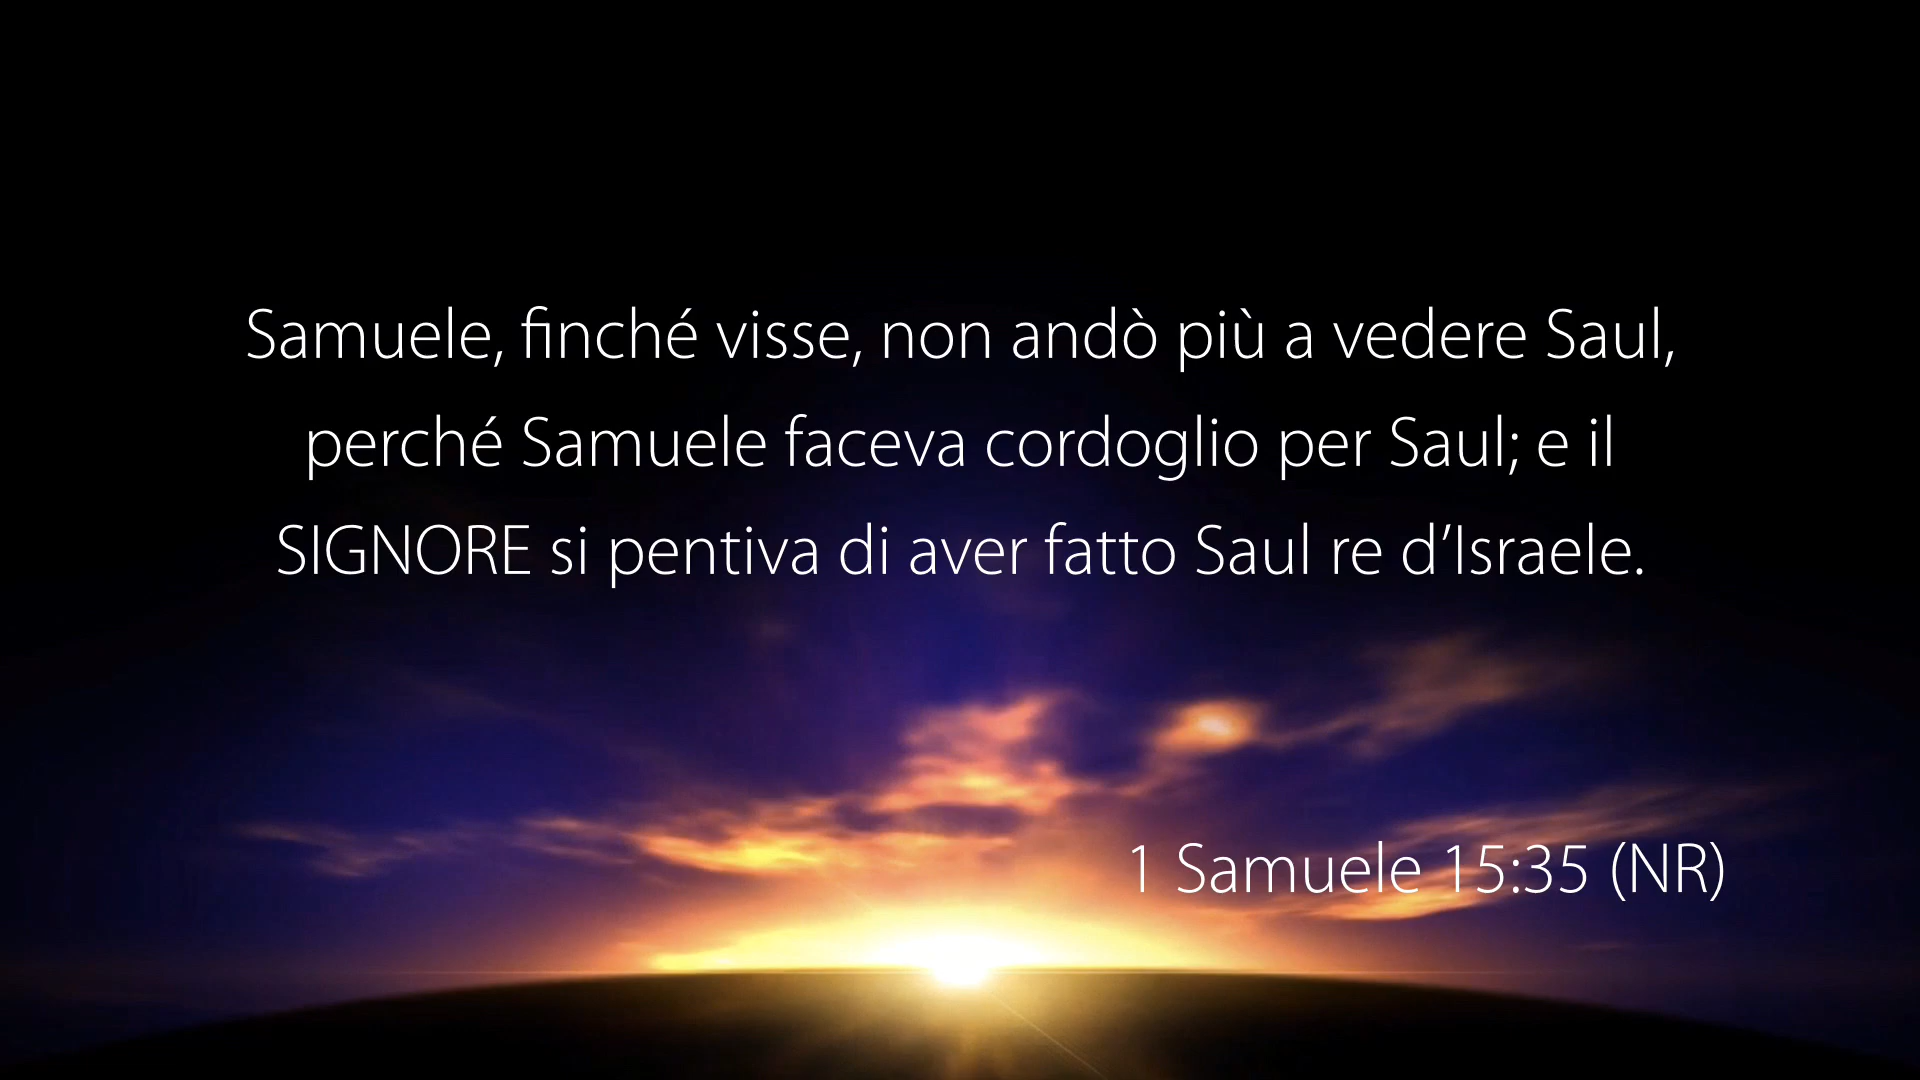 Samuele, finché visse, non andò più a vedere Saul,
perché Samuele faceva cordoglio per Saul; e il
SIGNORE si pentiva di aver fatto Saul re d’Israele.
1 Samuele 15:35 (NR)